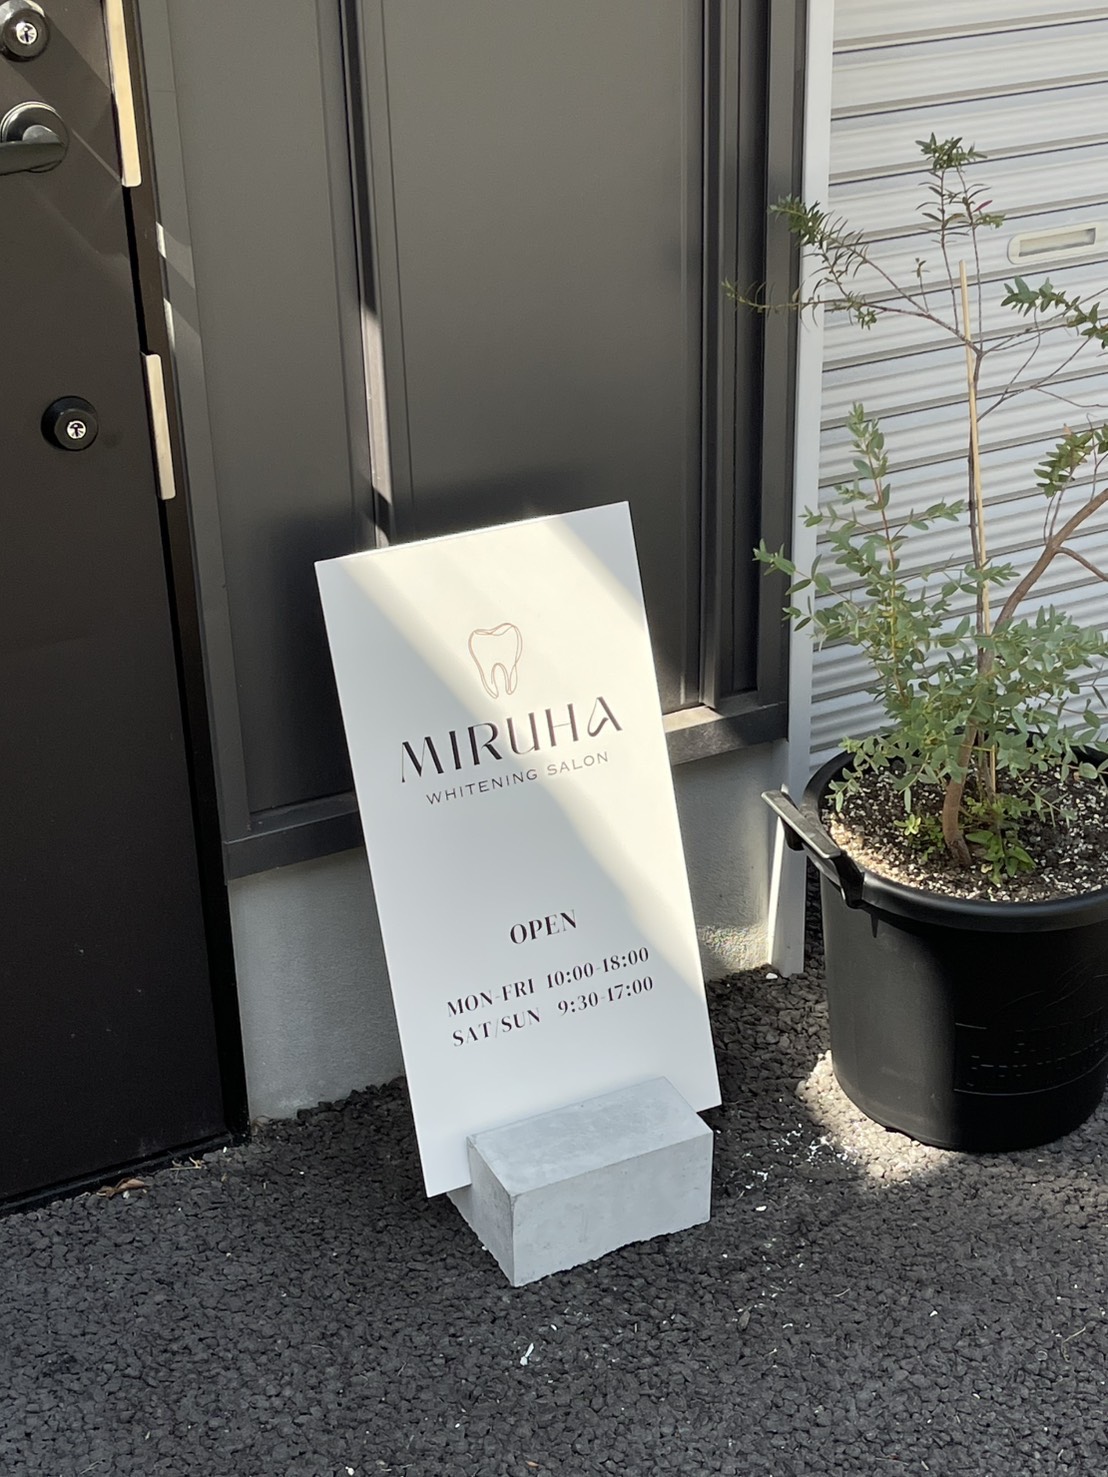 MIRUHA
WHITENING SALON
OPEN
MON-FRI 10:00-18:00
SAT/SUN 9:30-17:00